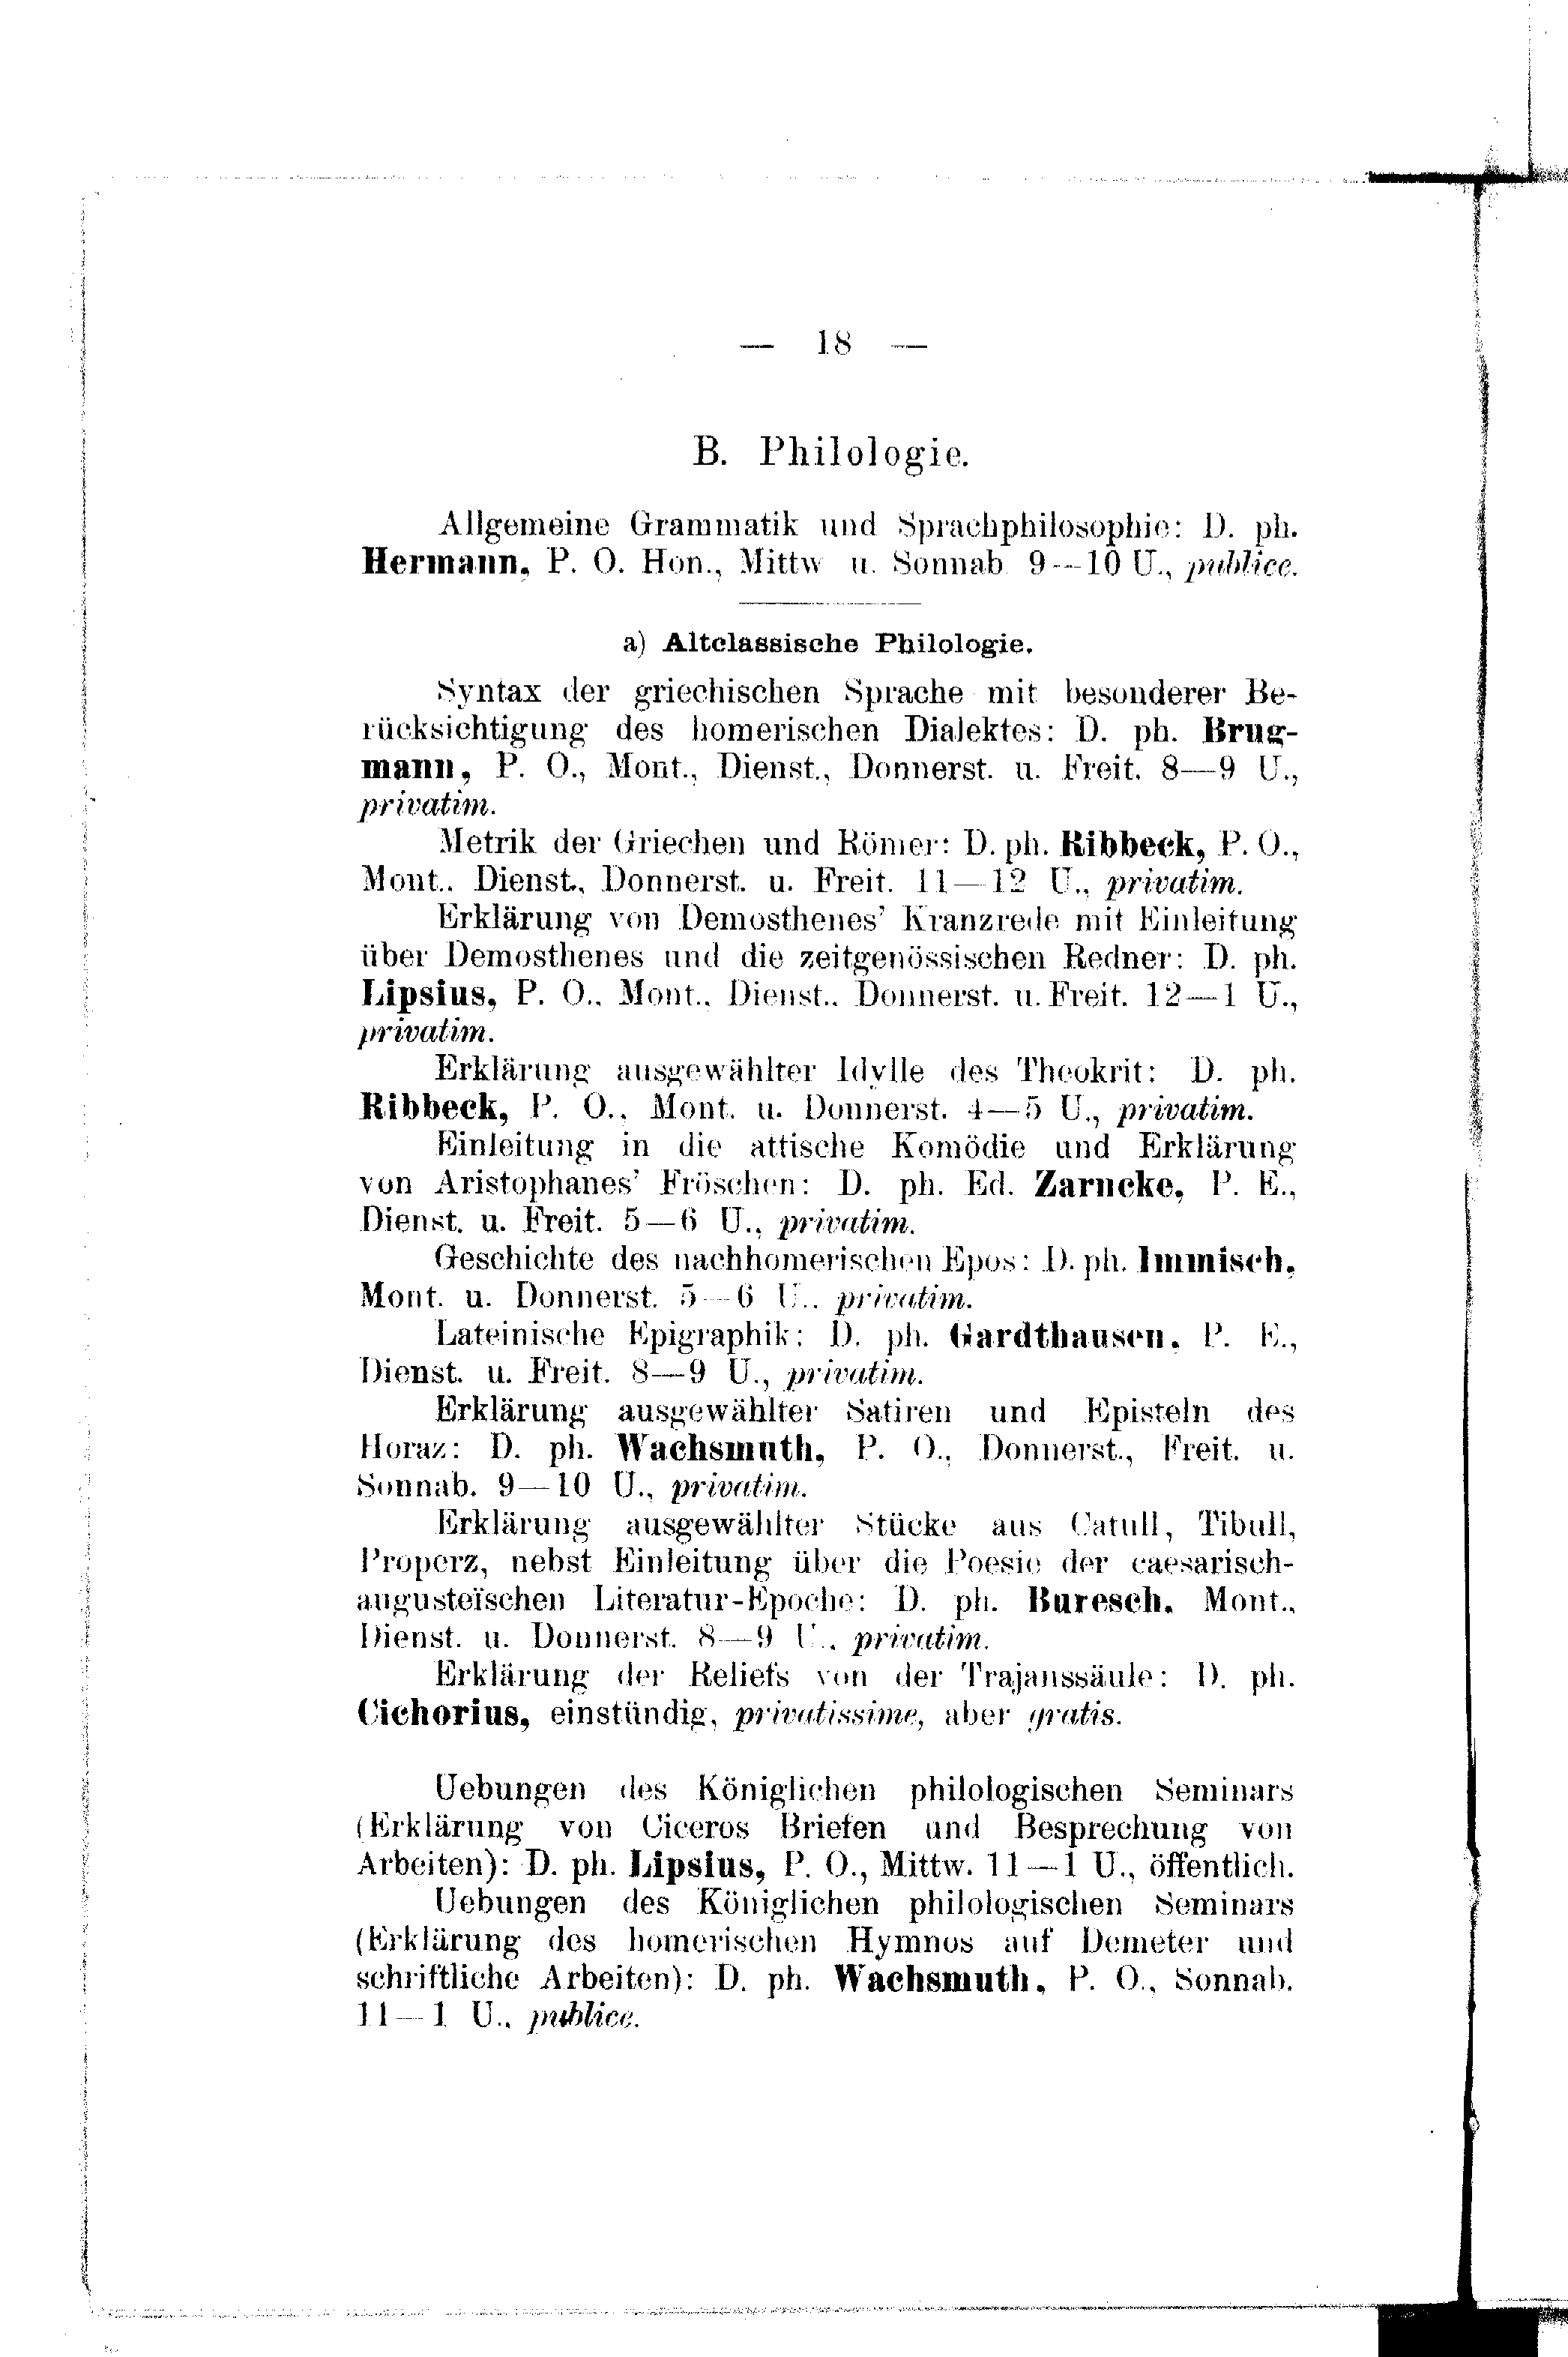 — 18 —
B. Philologie.
Allgemeine Grammatik und Sprachphilosophie: D. ph.
Hermann, P. O. Hon., Mittw u. Sonnab 9—10 U., publice.
a) Altclassische Philologie.
Syntax der griechischen Sprache mit besonderer Be-
rücksichtigung des homerischen Dialektes: D. ph. Brug-
mann, P. O., Mont., Dienst., Donnerst. u. Freit. 8—9 U.,
privatim.
Metrik der Griechen und Römer: D. ph. Ribbeck, P. O.,
Mont., Dienst., Donnerst. u. Freit. 11—12 U., privatim.
Erklärung von Demosthenes' Kranzrede mit Einleitung
über Demosthenes und die zeitgenössischen Redner: D. ph.
Lipsius, P. O., Mont., Dienst., Donnerst. u. Freit. 12—1 U.,
privatim.
Erklärung ausgewählter Idylle des Theokrit: D. ph.
Ribbeck, P. O., Mont. u. Donnerst. 4—5 U., privatim.
Einleitung in die attische Komödie und Erklärung
von Aristophanes' Fröschen: D. ph. Ed. Zarncke, P. E.,
Dienst. u. Freit. 5—6 U., privatim.
Geschichte des nachhomerischen Epos: D. ph. Immisch,
Mont. u. Donnerst. 5—6 U., privatim.
Lateinische Epigraphik: D. ph. Gardthausen, P. E.,
Dienst. u. Freit. 8—9 U., privatim.
Erklärung ausgewählter Satiren und Episteln des
Horaz: D. ph. Wachsmuth, P. O., Donnerst., Freit. u.
Sonnab. 9—10 U., privatim.
Erklärung ausgewählter Stücke aus Catull, Tibull,
Properz, nebst Einleitung über die Poesie der caesarisch-
augusteïschen Literatur-Epoche: D. ph. Buresch, Mont.,
Dienst. u. Donnerst. 8—9 U., privatim.
Erklärung der Reliefs von der Trajanssäule: D. ph.
Cichorius, einstündig, privatissime, aber gratis.
Uebungen des Königlichen philologischen Seminars
(Erklärung von Ciceros Briefen und Besprechung von
Arbeiten): D. ph. Lipsius, P. O., Mittw. 11—1 U., öffentlich.
Uebungen des Königlichen philologischen Seminars
(Erklärung des homerischen Hymnos auf Demeter und
schriftliche Arbeiten): D. ph. Wachsmuth, P. O., Sonnab.
11—1 U., publice.